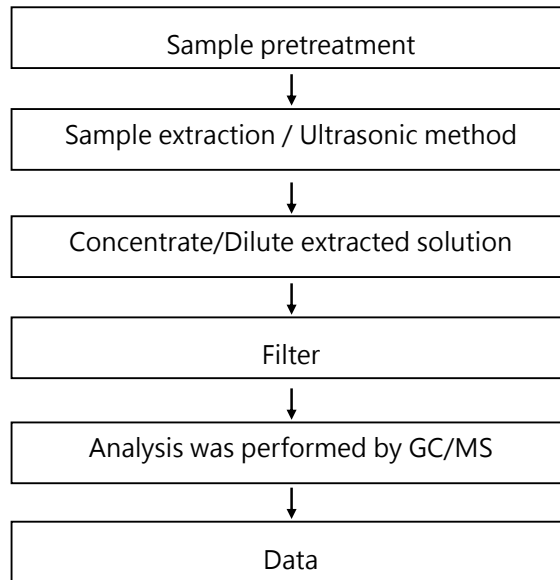 Sample pretreatment
Sample extraction / Ultrasonic method
Concentrate/Dilute extracted solution
Filter
Analysis was performed by GC/MS
Data